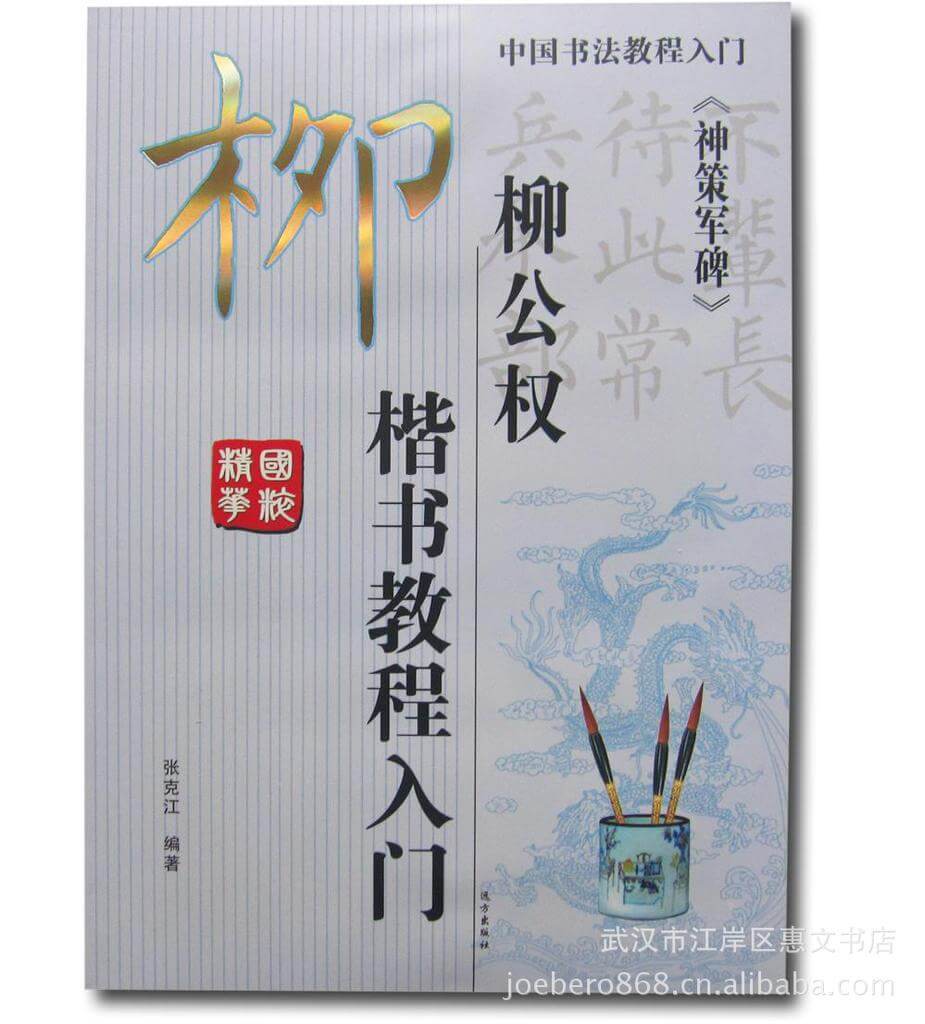 中国书法教程入门
《神策军碑》
柳公权
楷书教程入门
柳
國粹
精華
张克江 编著
远方出版社
下輩長
待此常
兵部
武汉市江岸区惠文书店
joebero868.cn.alibaba.com